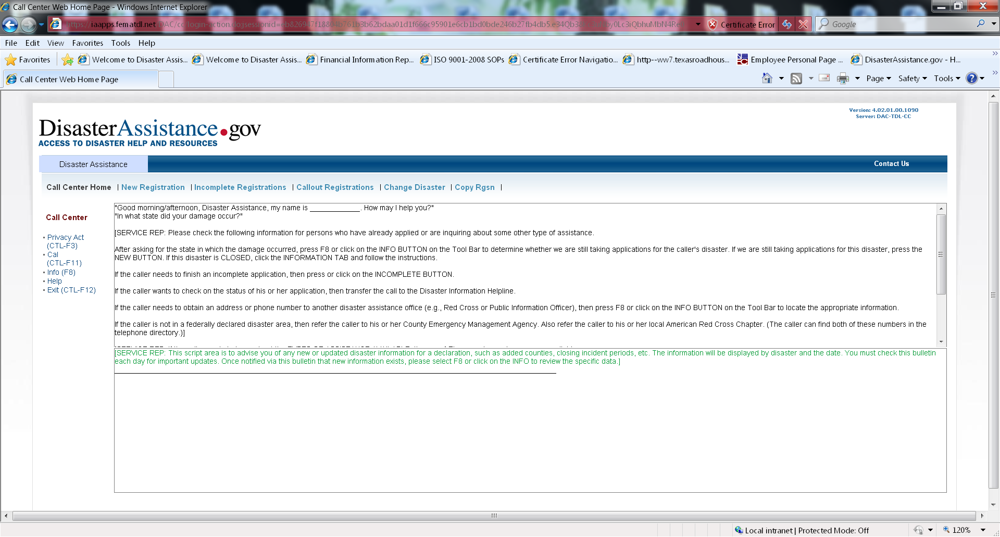 Call Center Web Home Page - Windows Internet Explorer
iaapps.fematdl.net
Certificate Error
Google
File Edit View Favorites Tools Help
Favorites Welcome to Disaster Assis... Welcome to Disaster Assis... Financial Information Rep... ISO 9001-2008 SOPs Certificate Error Navigatio... http--ww7.texasroadhous... Employee Personal Page ... DisasterAssistance.gov - H...
Call Center Web Home Page
Page Safety Tools
Version: 4.02.01.00.1090
Server: DAC-TDL-CC
DisasterAssistance.gov
ACCESS TO DISASTER HELP AND RESOURCES
Disaster Assistance
Contact Us
Call Center Home | New Registration | Incomplete Registrations | Callout Registrations | Change Disaster | Copy Rgsn |
Call Center
Privacy Act
(CTL-F3)
Cal
(CTL-F11)
Info (F8)
Help
Exit (CTL-F12)
"Good morning/afternoon, Disaster Assistance, my name is ____________. How may I help you?"
"In what state did your damage occur?"
[SERVICE REP: Please check the following information for persons who have already applied or are inquiring about some other type of assistance.
After asking for the state in which the damage occurred, press F8 or click on the INFO BUTTON on the Tool Bar to determine whether we are still taking applications for the caller's disaster. If we are still taking applications for this disaster, press the
NEW BUTTON. If this disaster is CLOSED, click the INFORMATION TAB and follow the instructions.
If the caller needs to finish an incomplete application, then press or click on the INCOMPLETE BUTTON.
If the caller wants to check on the status of his or her application, then transfer the call to the Disaster Information Helpline.
If the caller needs to obtain an address or phone number to another disaster assistance office (e.g., Red Cross or Public Information Officer), then press F8 or click on the INFO BUTTON on the Tool Bar to locate the appropriate information.
If the caller is not in a federally declared disaster area, then refer the caller to his or her County Emergency Management Agency. Also refer the caller to his or her local American Red Cross Chapter. (The caller can find both of these numbers in the
telephone directory.)]
[SERVICE REP: This script area is to advise you of any new or updated disaster information for a declaration, such as added counties, closing incident periods, etc. The information will be displayed by disaster and the date. You must check this bulletin
each day for important updates. Once notified via this bulletin that new information exists, please select F8 or click on the INFO to review the specific data.]
Local intranet | Protected Mode: Off
120%